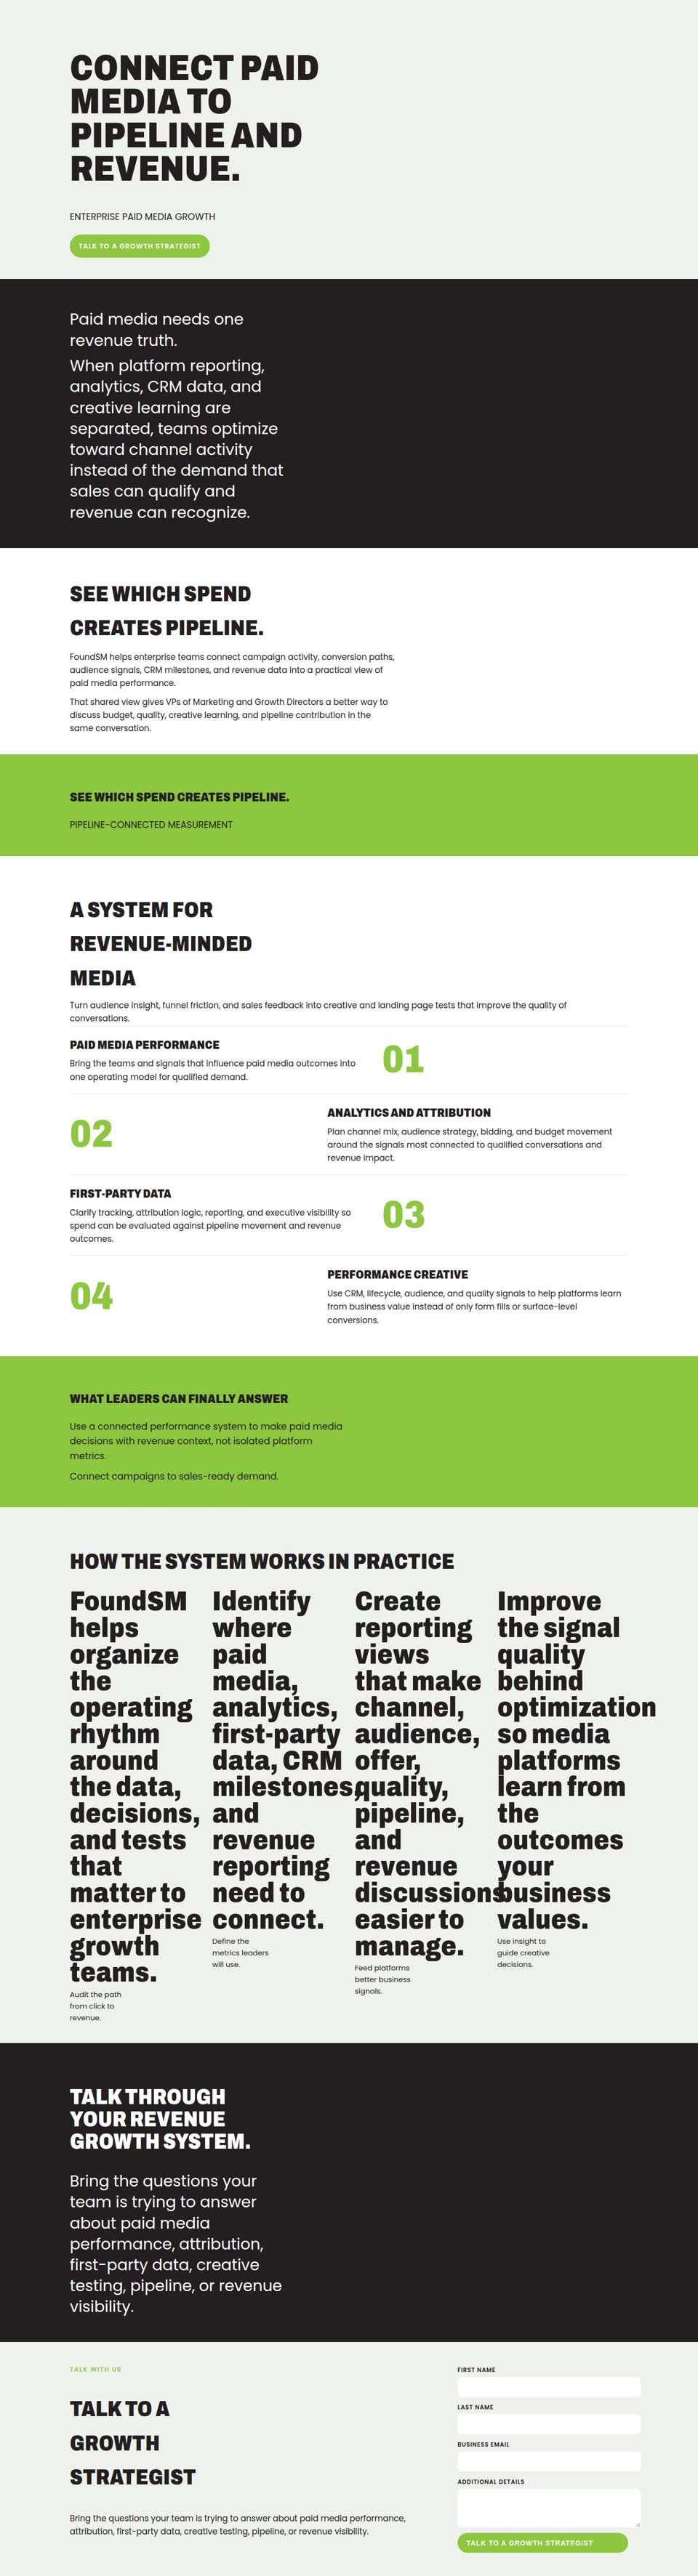 CONNECT PAID
MEDIA TO
PIPELINE AND
REVENUE.
ENTERPRISE PAID MEDIA GROWTH
TALK TO A GROWTH STRATEGIST
Paid media needs one
revenue truth.
When platform reporting,
analytics, CRM data, and
creative learning are
separated, teams optimize
toward channel activity
instead of the demand that
sales can qualify and
revenue can recognize.
SEE WHICH SPEND
CREATES PIPELINE.
FoundSM helps enterprise teams connect campaign activity, conversion paths,
audience signals, CRM milestones, and revenue data into a practical view of
paid media performance.
That shared view gives VPs of Marketing and Growth Directors a better way to
discuss budget, quality, creative learning, and pipeline contribution in the
same conversation.
SEE WHICH SPEND CREATES PIPELINE.
PIPELINE-CONNECTED MEASUREMENT
A SYSTEM FOR
REVENUE-MINDED
MEDIA
Turn audience insight, funnel friction, and sales feedback into creative and landing page tests that improve the quality of
conversations.
PAID MEDIA PERFORMANCE
Bring the teams and signals that influence paid media outcomes into
one operating model for qualified demand.
01
02
ANALYTICS AND ATTRIBUTION
Plan channel mix, audience strategy, bidding, and budget movement
around the signals most connected to qualified conversations and
revenue impact.
FIRST-PARTY DATA
Clarify tracking, attribution logic, reporting, and executive visibility so
spend can be evaluated against pipeline movement and revenue
outcomes.
03
04
PERFORMANCE CREATIVE
Use CRM, lifecycle, audience, and quality signals to help platforms learn
from business value instead of only form fills or surface-level
conversions.
WHAT LEADERS CAN FINALLY ANSWER
Use a connected performance system to make paid media
decisions with revenue context, not isolated platform
metrics.
Connect campaigns to sales-ready demand.
HOW THE SYSTEM WORKS IN PRACTICE
FoundSM
helps
organize
the
operating
rhythm
around
the data,
decisions,
and tests
that
matter to
enterprise
growth
teams.
Audit the path
from click to
revenue.
Identify
where
paid
media,
analytics,
first-party
data, CRM
milestones,
and
revenue
reporting
need to
connect.
Define the
metrics leaders
will use.
Create
reporting
views
that make
channel,
audience,
offer,
quality,
pipeline,
and
revenue
discussions
easier to
manage.
Feed platforms
better business
signals.
Improve
the signal
quality
behind
optimization
so media
platforms
learn from
the
outcomes
your
business
values.
Use insight to
guide creative
decisions.
TALK THROUGH
YOUR REVENUE
GROWTH SYSTEM.
Bring the questions your
team is trying to answer
about paid media
performance, attribution,
first-party data, creative
testing, pipeline, or revenue
visibility.
TALK WITH US
TALK TO A
GROWTH
STRATEGIST
Bring the questions your team is trying to answer about paid media performance,
attribution, first-party data, creative testing, pipeline, or revenue visibility.
FIRST NAME
LAST NAME
BUSINESS EMAIL
ADDITIONAL DETAILS
TALK TO A GROWTH STRATEGIST